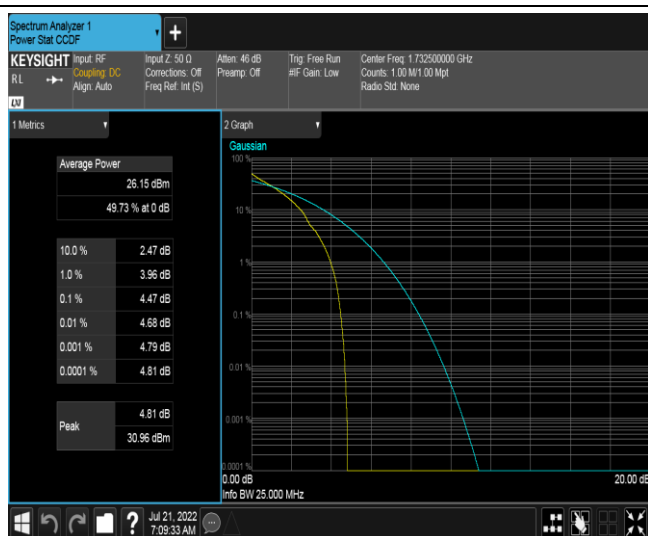 Spectrum Analyzer 1
Power Stat CCDF
KEYSIGHT
RL
LXI
Input: RF
Coupling: DC
Align: Auto
Input Z: 50 Ω
Corrections: Off
Freq Ref: Int (S)
Atten: 46 dB
Preamp: Off
Trig: Free Run
#IF Gain: Low
Center Freq: 1.732500000 GHz
Counts: 1.00 M/1.00 Mpt
Radio Std: None
1 Metrics
Average Power
26.15 dBm
49.73 % at 0 dB
10.0 % 2.47 dB
1.0 % 3.96 dB
0.1 % 4.47 dB
0.01 % 4.68 dB
0.001 % 4.79 dB
0.0001 % 4.81 dB
Peak
4.81 dB
30.96 dBm
2 Graph
Gaussian
100 %
10 %
1 %
0.1 %
0.01 %
0.001 %
0.0001 %
0.00 dB
20.00 dB
Info BW 25.000 MHz
?
Jul 21, 2022
7:09:33 AM